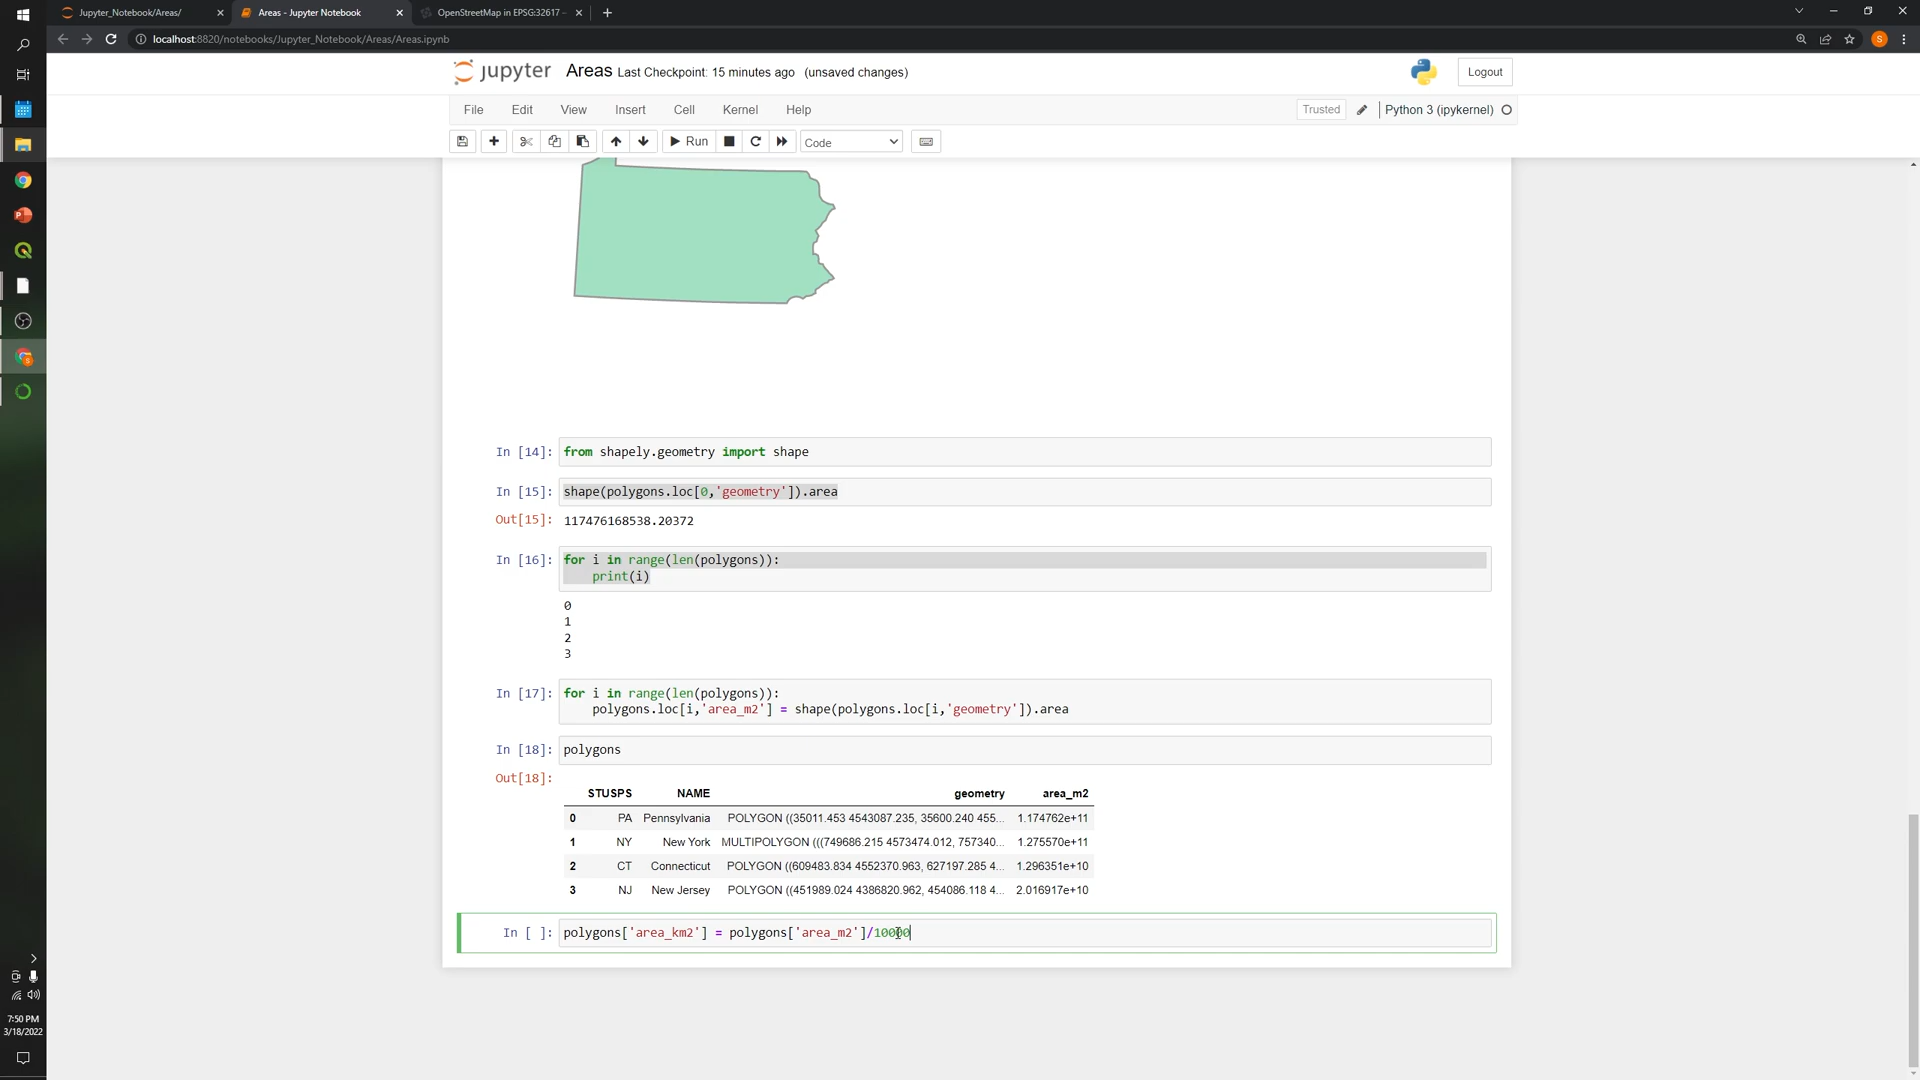 Jupyter_Notebook/Areas/
Areas - Jupyter Notebook
OpenStreetMap in EPSG:32617 -
localhost:8820/notebooks/Jupyter_Notebook/Areas/Areas.ipynb
S
jupyter Areas Last Checkpoint: 15 minutes ago (unsaved changes)
Logout
File Edit View Insert Cell Kernel Help
Trusted
Python 3 (ipykernel)
Run
Code
In [14]: from shapely.geometry import shape
In [15]: shape(polygons.loc[0,'geometry']).area
Out[15]: 117476168538.20372
In [16]: for i in range(len(polygons)):
print(i)
0
1
2
3
In [17]: for i in range(len(polygons)):
polygons.loc[i,'area_m2'] = shape(polygons.loc[i,'geometry']).area
In [18]: polygons
Out[18]:
STUSPS NAME geometry area_m2
0 PA Pennsylvania POLYGON ((35011.453 4543087.235, 35600.240 455... 1.174762e+11
1 NY New York MULTIPOLYGON (((749686.215 4573474.012, 757340... 1.275570e+11
2 CT Connecticut POLYGON ((609483.834 4552370.963, 627197.285 4... 1.296351e+10
3 NJ New Jersey POLYGON ((451989.024 4386820.962, 454086.118 4... 2.016917e+10
In [ ]: polygons['area_km2'] = polygons['area_m2']/10000
7:50 PM
3/18/2022